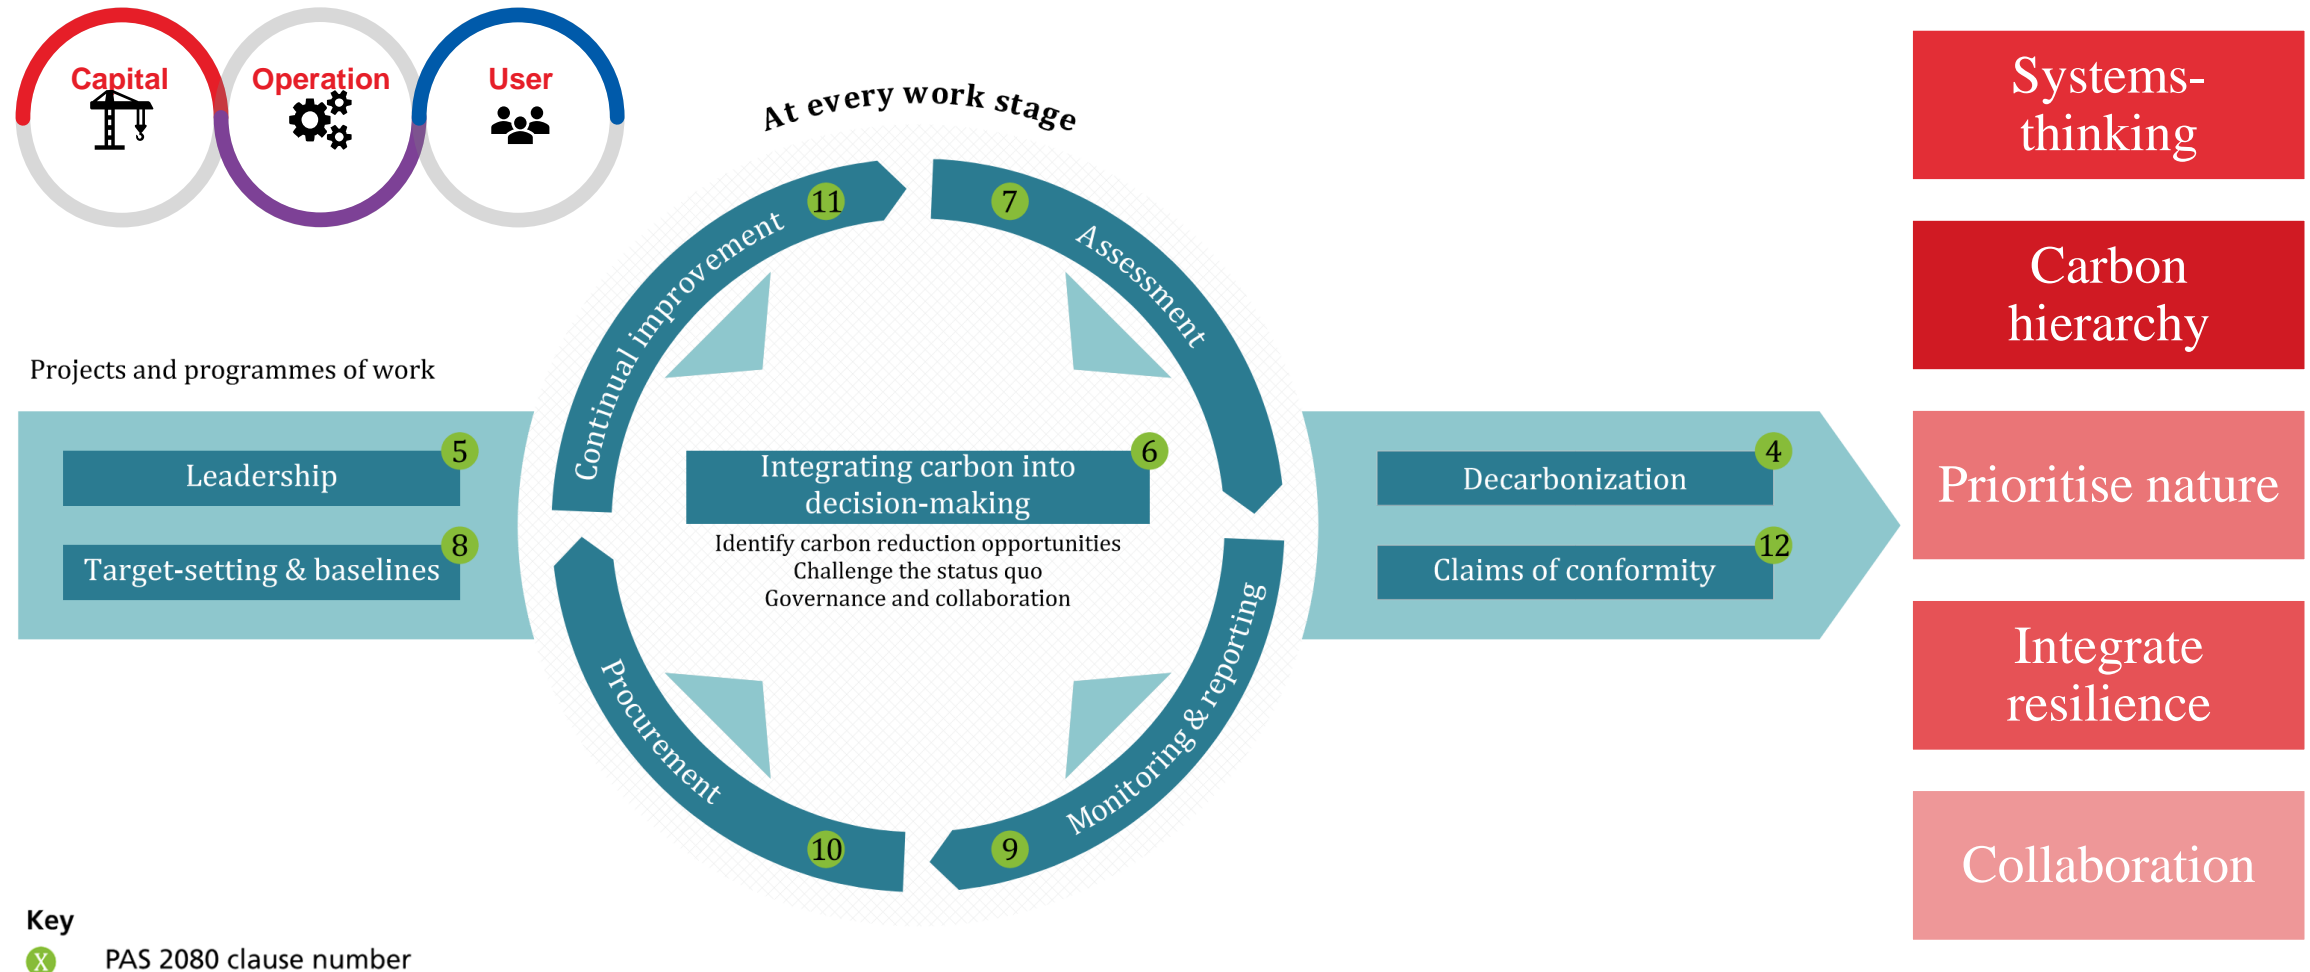 Capital
Operation
User
At every work stage
11
Continual improvement
7
Assessment
Projects and programmes of work
5
Leadership
8
Target-setting & baselines
6
Integrating carbon into
decision-making
Identify carbon reduction opportunities
Challenge the status quo
Governance and collaboration
4
Decarbonization
12
Claims of conformity
Procurement
10
Monitoring & reporting
9
Systems-
thinking
Carbon
hierarchy
Prioritise nature
Integrate
resilience
Collaboration
Key
X PAS 2080 clause number